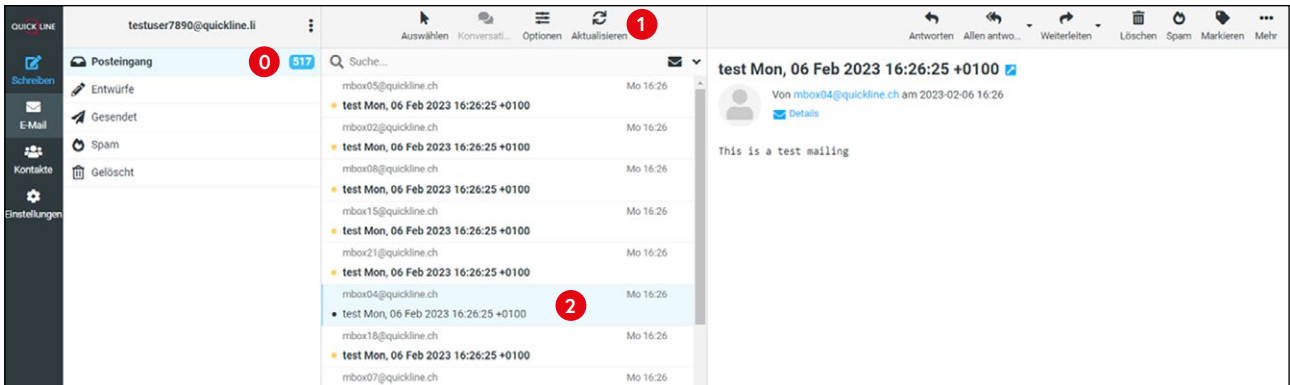 QUICKLINE
Schreiben
E-Mail
Kontakte
Einstellungen
testuser7890@quickline.li
Posteingang
0
517
Entwürfe
Gesendet
Spam
Gelöscht
Auswählen
Konversati...
Optionen
Aktualisieren
1
Suche...
mbox05@quickline.ch Mo 16:26
test Mon, 06 Feb 2023 16:26:25 +0100
mbox02@quickline.ch Mo 16:26
test Mon, 06 Feb 2023 16:26:25 +0100
mbox08@quickline.ch Mo 16:26
test Mon, 06 Feb 2023 16:26:25 +0100
mbox15@quickline.ch Mo 16:26
test Mon, 06 Feb 2023 16:26:25 +0100
mbox21@quickline.ch Mo 16:26
test Mon, 06 Feb 2023 16:26:25 +0100
mbox04@quickline.ch Mo 16:26
test Mon, 06 Feb 2023 16:26:25 +0100
2
mbox18@quickline.ch Mo 16:26
test Mon, 06 Feb 2023 16:26:25 +0100
mbox07@quickline.ch Mo 16:26
Antworten
Allen antwo...
Weiterleiten
Löschen
Spam
Markieren
Mehr
test Mon, 06 Feb 2023 16:26:25 +0100
Von mbox04@quickline.ch am 2023-02-06 16:26
Details
This is a test mailing